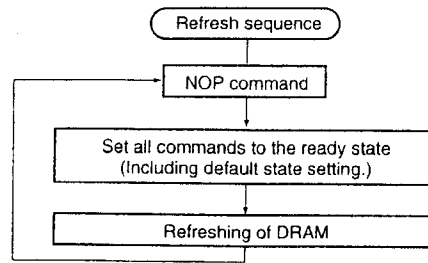 Refresh sequence
NOP command
Set all commands to the ready state
(Including default state setting.)
Refreshing of DRAM